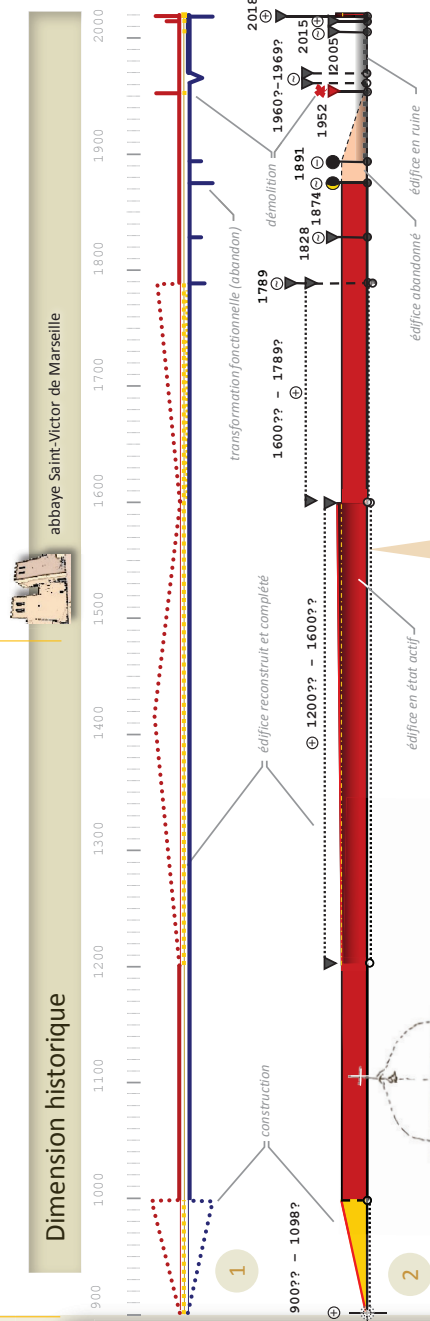 Dimension historique
abbaye Saint-Victor de Marseille
900
1000
1100
1200
1300
1400
1500
1600
1700
1800
1900
2000
1
construction
édifice reconstruit et complété
transformation fonctionnelle (abandon)
démolition
2
900?? – 1098?
1200?? – 1600??
1600?? – 1789?
1789
1828
1874
1891
1952
1960?–1969?
2005
2015
2018
édifice en état actif
édifice abandonné
édifice en ruine